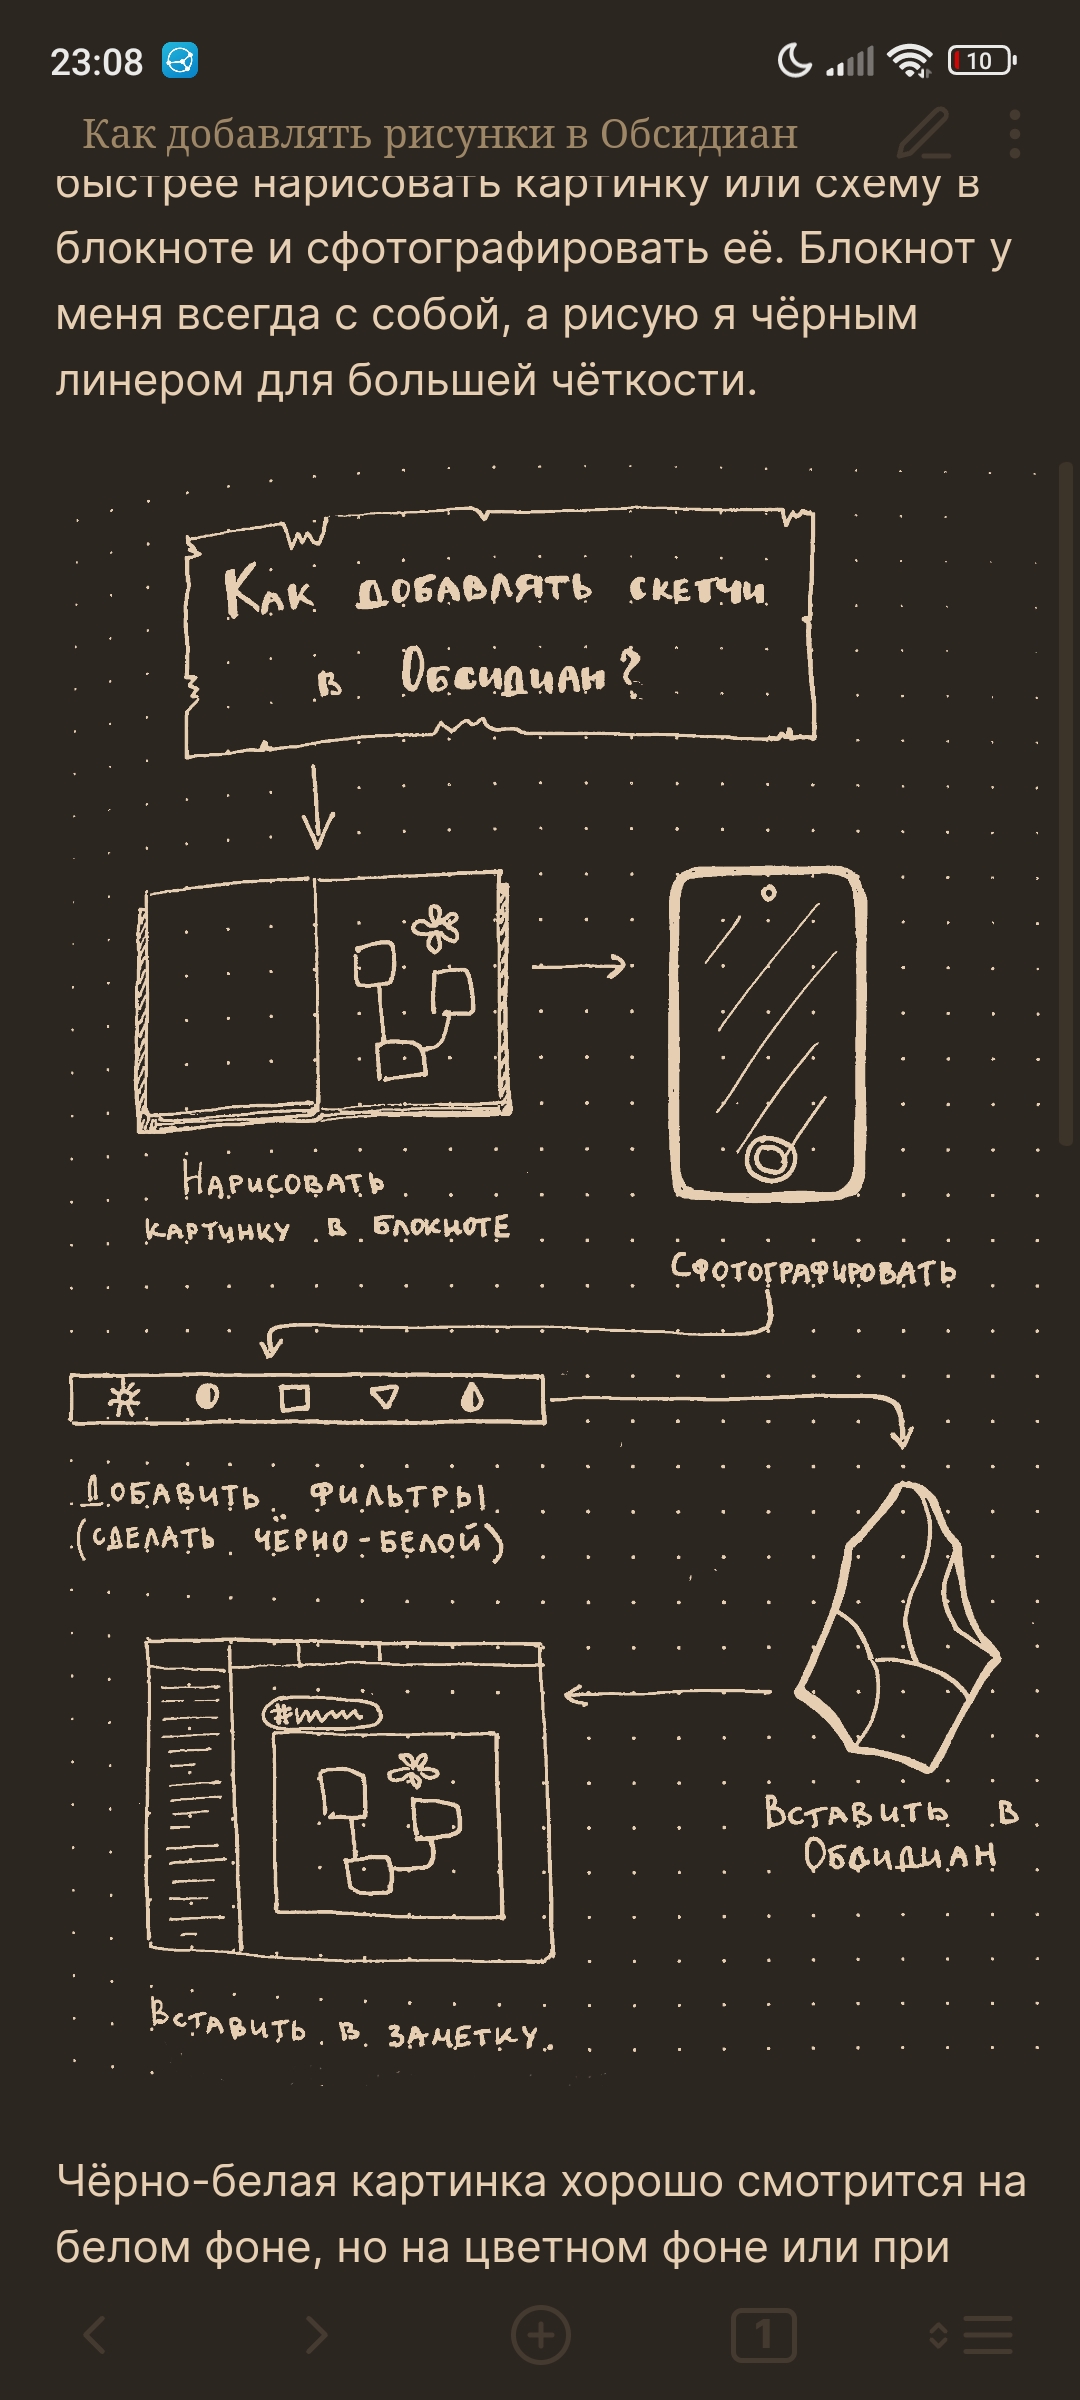 23:08
10
Как добавлять рисунки в Обсидиан
быстрее нарисовать картинку или схему в
блокноте и сфотографировать её. Блокнот у
меня всегда с собой, а рисую я чёрным
линером для большей чёткости.
Как добавлять скетчи
в Обсидиан?
Нарисовать
картинку в блокноте
Сфотографировать
Добавить фильтры
(сделать чёрно-белой)
#
Вставить в
Обсидиан
Вставить в заметку.
Чёрно-белая картинка хорошо смотрится на
белом фоне, но на цветном фоне или при
1